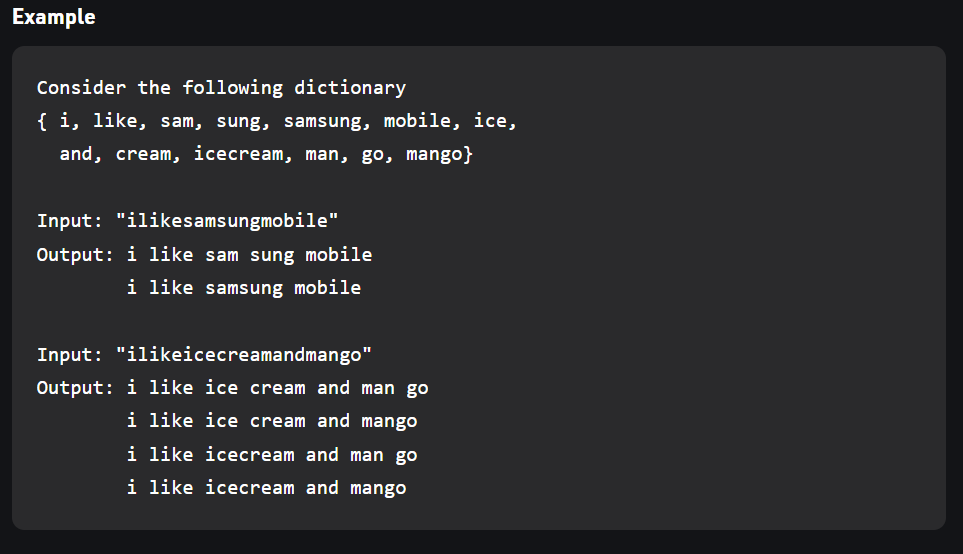 Example
Consider the following dictionary
{ i, like, sam, sung, samsung, mobile, ice,
  and, cream, icecream, man, go, mango}
Input: "ilikesamsungmobile"
Output: i like sam sung mobile
        i like samsung mobile
Input: "ilikeicecreamandmango"
Output: i like ice cream and man go
        i like ice cream and mango
        i like icecream and man go
        i like icecream and mango